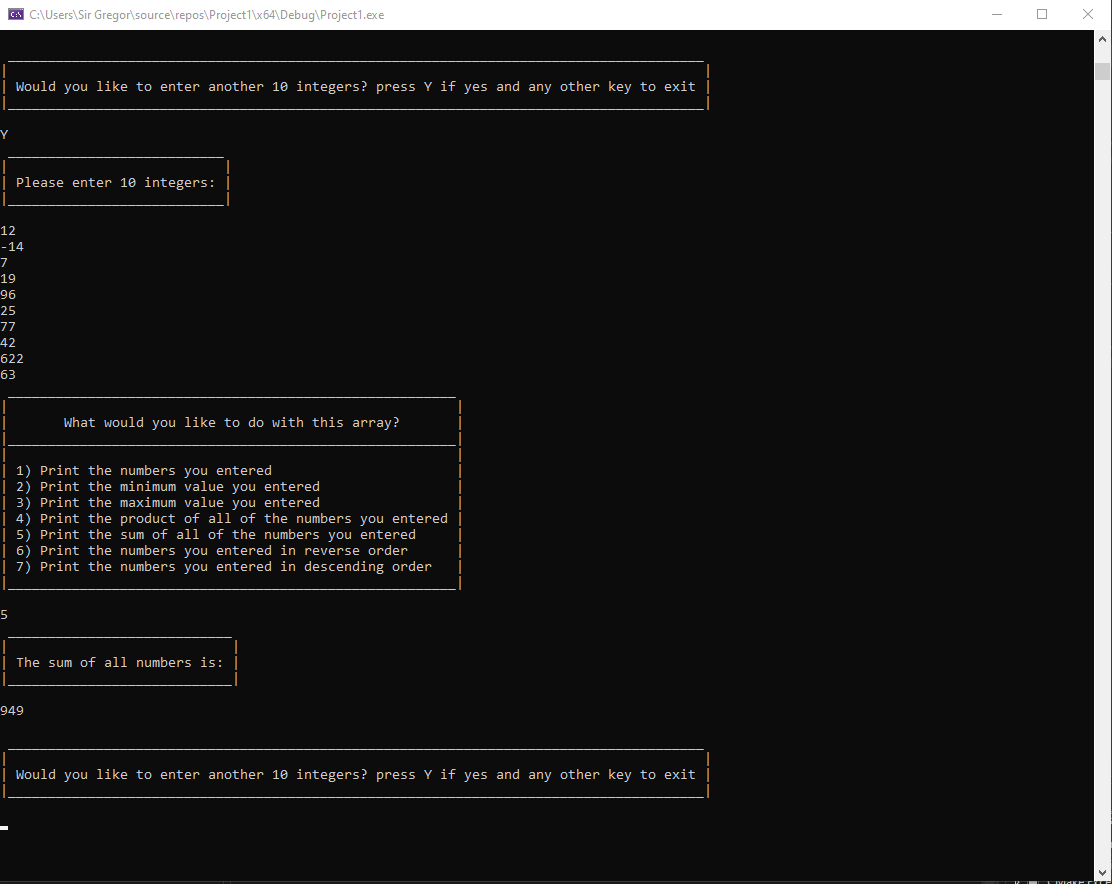 C:\Users\Sir Gregor\source\repos\Project1\x64\Debug\Project1.exe
Would you like to enter another 10 integers? press Y if yes and any other key to exit
Y
Please enter 10 integers:
12
-14
7
19
96
25
77
42
622
63
What would you like to do with this array?
1) Print the numbers you entered
2) Print the minimum value you entered
3) Print the maximum value you entered
4) Print the product of all of the numbers you entered
5) Print the sum of all of the numbers you entered
6) Print the numbers you entered in reverse order
7) Print the numbers you entered in descending order
5
The sum of all numbers is:
949
Would you like to enter another 10 integers? press Y if yes and any other key to exit